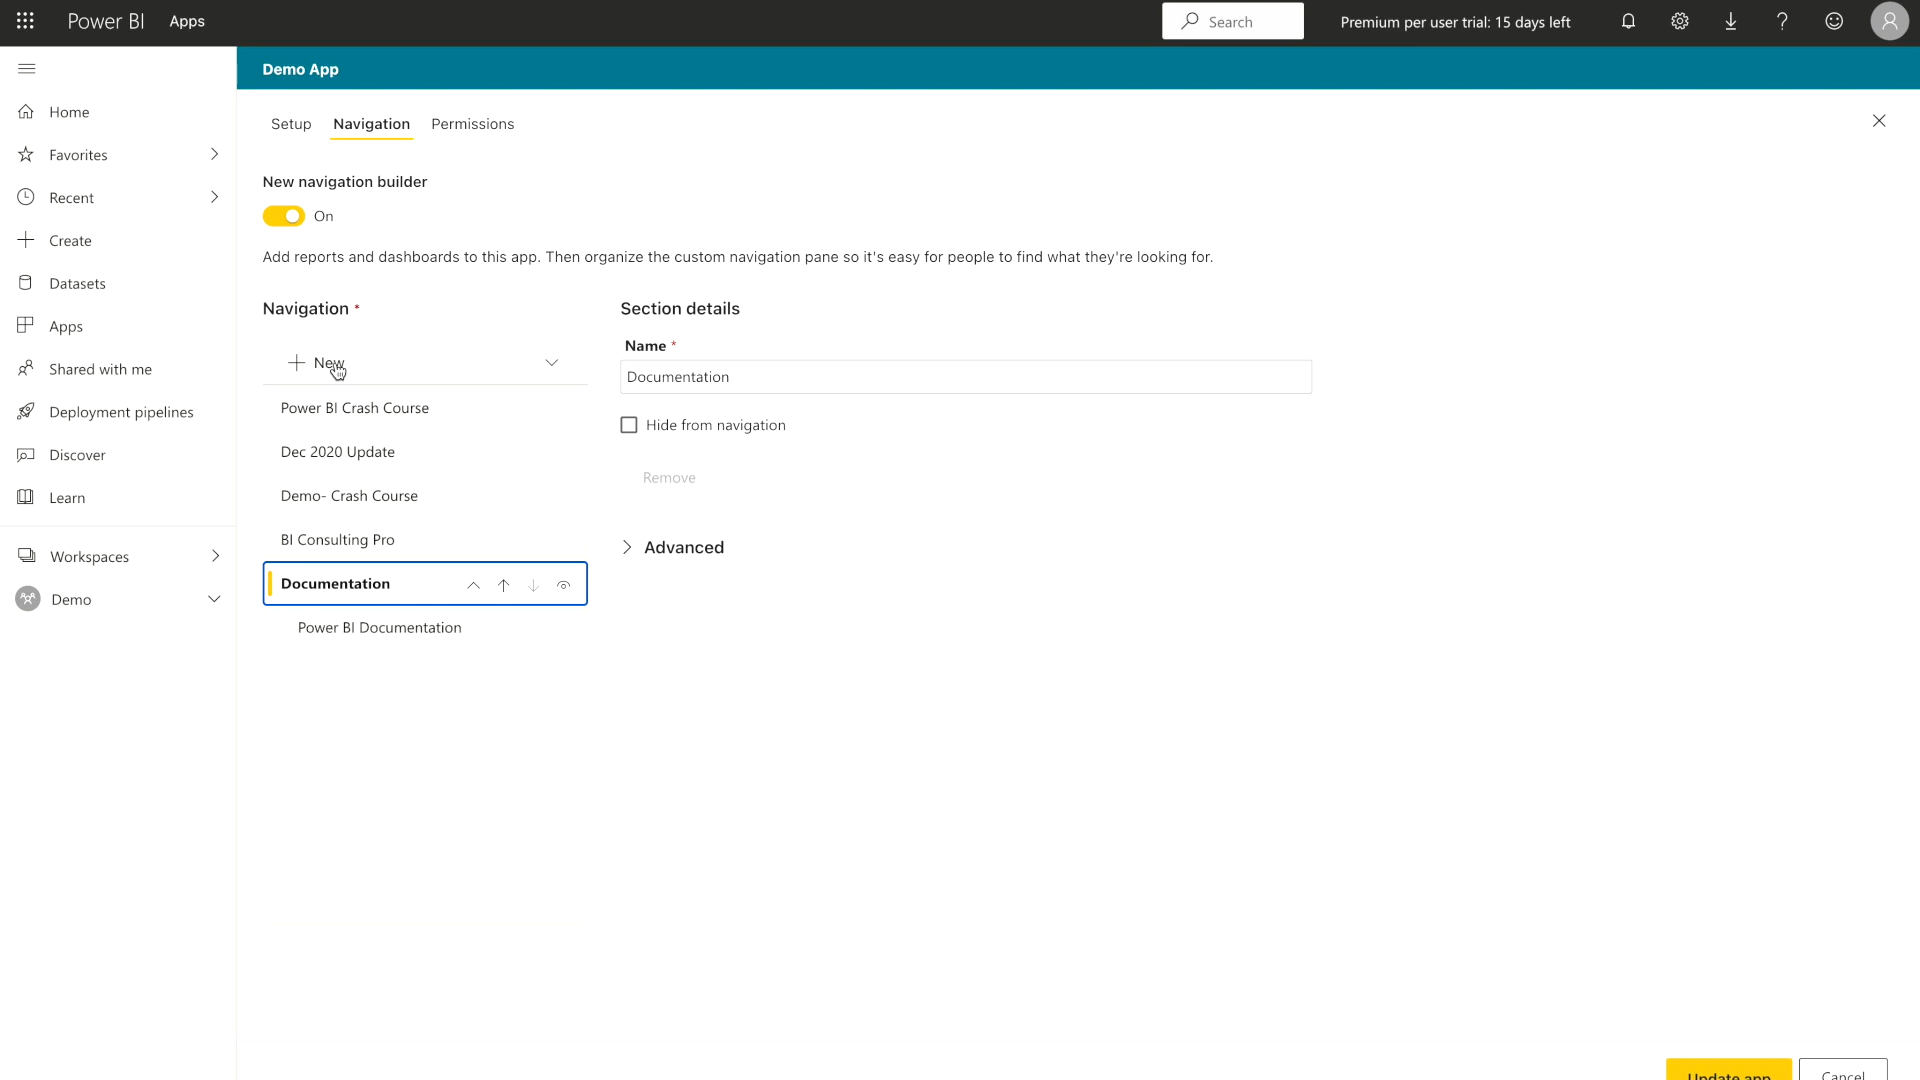 Power BI Apps
Search
Premium per user trial: 15 days left
Demo App
Home
Favorites
Recent
Create
Datasets
Apps
Shared with me
Deployment pipelines
Discover
Learn
Workspaces
Demo
Setup Navigation Permissions
New navigation builder
On
Add reports and dashboards to this app. Then organize the custom navigation pane so it's easy for people to find what they're looking for.
Navigation *
New
Power BI Crash Course
Dec 2020 Update
Demo- Crash Course
BI Consulting Pro
Documentation
Power BI Documentation
Section details
Name *
Documentation
Hide from navigation
Remove
Advanced
Update app Cancel